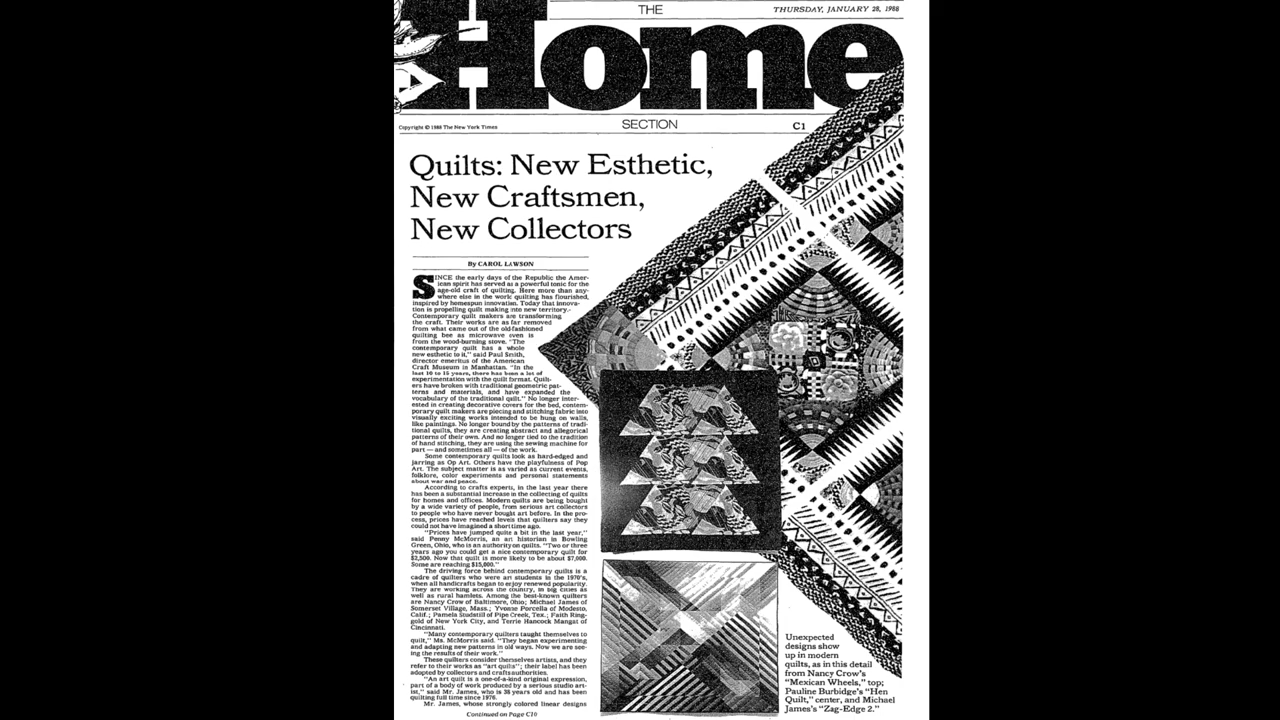 THE
THURSDAY, JANUARY 28, 1988
Home
Copyright © 1988 The New York Times
SECTION
C1
Quilts: New Esthetic,
New Craftsmen,
New Collectors
By CAROL LAWSON
SINCE the early days of the Republic the Amer-
ican spirit has served as a powerful tonic for the
age-old craft of quilting. Here more than any-
where else in the work quilting has flourished,
inspired by homespun innovation. Today that innova-
tion is propelling quilt making into new territory.
Contemporary quilt makers are transforming
the craft. Their works are as far removed
from what came out of the old-fashioned
quilting bee as microwave oven is
from the wood-burning stove. "The
contemporary quilt has a whole
new esthetic to it," said Paul Smith,
director emeritus of the American
Craft Museum in Manhattan. "In the
last 10 to 15 years, there has been a lot of
experimentation with the quilt format. Quilt-
ers have broken with traditional geometric pat-
terns and materials, and have expanded the
vocabulary of the traditional quilt." No longer inter-
ested in creating decorative covers for the bed, contem-
porary quilt makers are piecing and stitching fabric into
visually exciting works intended to be hung on walls,
like paintings. No longer bound by the patterns of tradi-
tional quilts, they are creating abstract and allegorical
patterns of their own. And no longer tied to the tradition
of hand stitching, they are using the sewing machine for
part — and sometimes all — of the work.
Some contemporary quilts look as hard-edged and
jarring as Op Art. Others have the playfulness of Pop
Art. The subject matter is as varied as current events,
folklore, color experiments and personal statements
about war and peace.
According to crafts experts, in the last year there
has been a substantial increase in the collecting of quilts
for homes and offices. Modern quilts are being bought
by a wide variety of people, from serious art collectors
to people who have never bought art before. In the pro-
cess, prices have reached levels that quilters say they
could not have imagined a short time ago.
"Prices have jumped quite a bit in the last year,"
said Penny McMorris, an art historian in Bowling
Green, Ohio, who is an authority on quilts. "Two or three
years ago you could get a nice contemporary quilt for
$2,500. Now that quilt is more likely to be about $7,000.
Some are reaching $15,000."
The driving force behind contemporary quilts is a
cadre of quilters who were art students in the 1970's,
when all handicrafts began to enjoy renewed popularity.
They are working across the country, in big cities as
well as rural hamlets. Among the best-known quilters
are Nancy Crow of Baltimore, Ohio; Michael James of
Somerset Village, Mass.; Yvonne Porcella of Modesto,
Calif.; Pamela Studstill of Pipe Creek, Tex.; Faith Ring-
gold of New York City, and Terrie Hancock Mangat of
Cincinnati.
"Many contemporary quilters taught themselves to
quilt," Ms. McMorris said. "They began experimenting
and adapting new patterns in old ways. Now we are see-
ing the results of their work."
These quilters consider themselves artists, and they
refer to their works as "art quilts"; their label has been
adopted by collectors and crafts authorities.
"An art quilt is a one-of-a-kind original expression,
part of a body of work produced by a serious studio art-
ist," said Mr. James, who is 38 years old and has been
quilting full time since 1976.
Mr. James, whose strongly colored linear designs
Continued on Page C10
Unexpected
designs show
up in modern
quilts, as in this detail
from Nancy Crow's
"Mexican Wheels," top;
Pauline Burbidge's "Hen
Quilt," center, and Michael
James's "Zag-Edge 2."